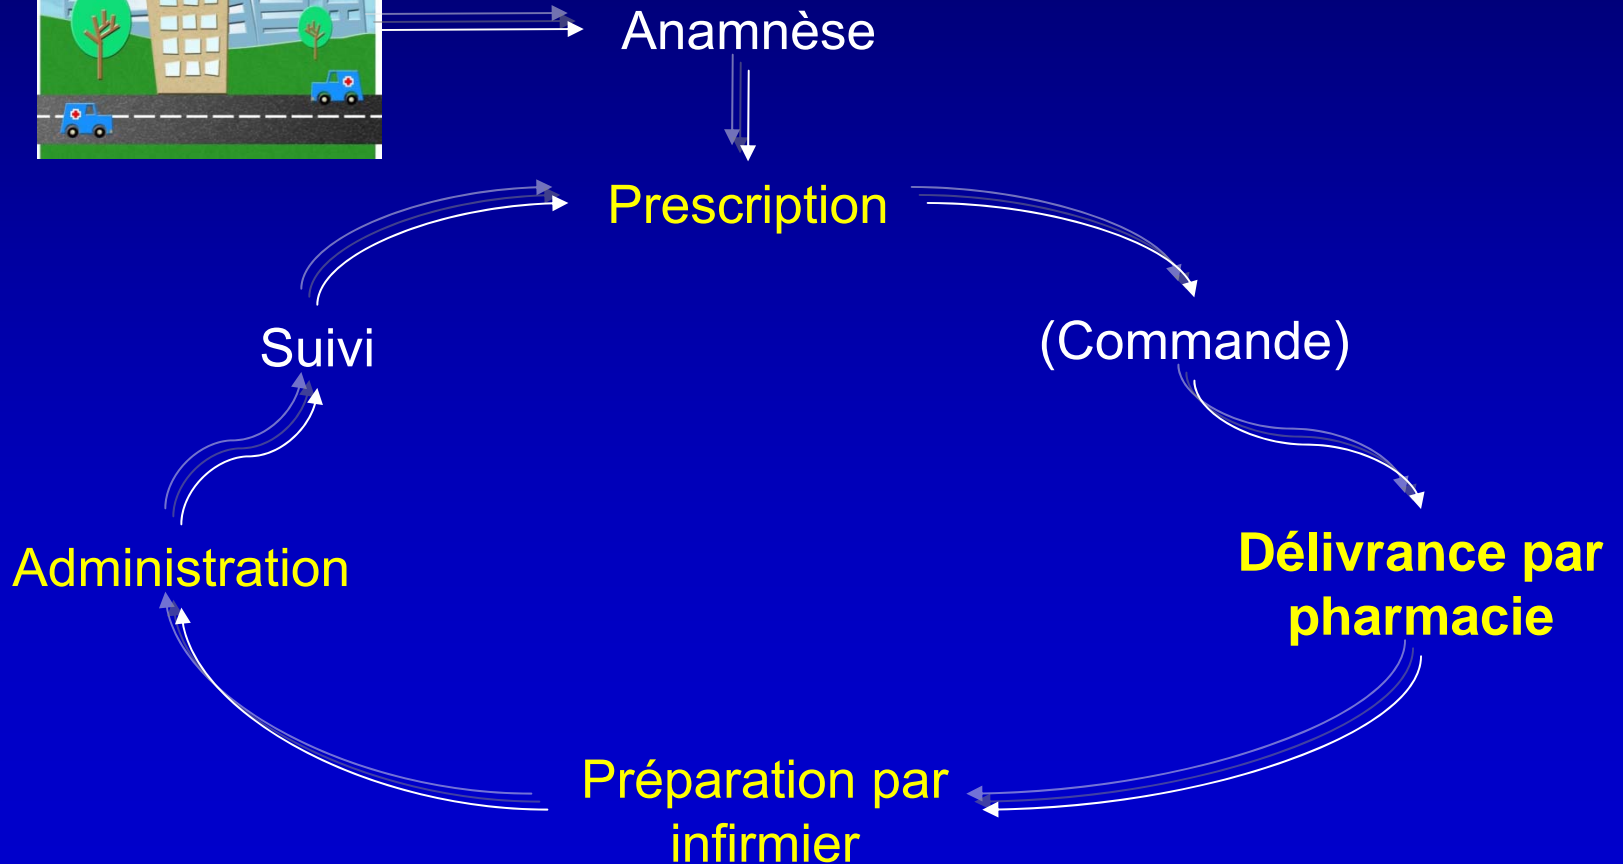 Anamnèse
Prescription
(Commande)
Suivi
Délivrance par
pharmacie
Administration
Préparation par
infirmier